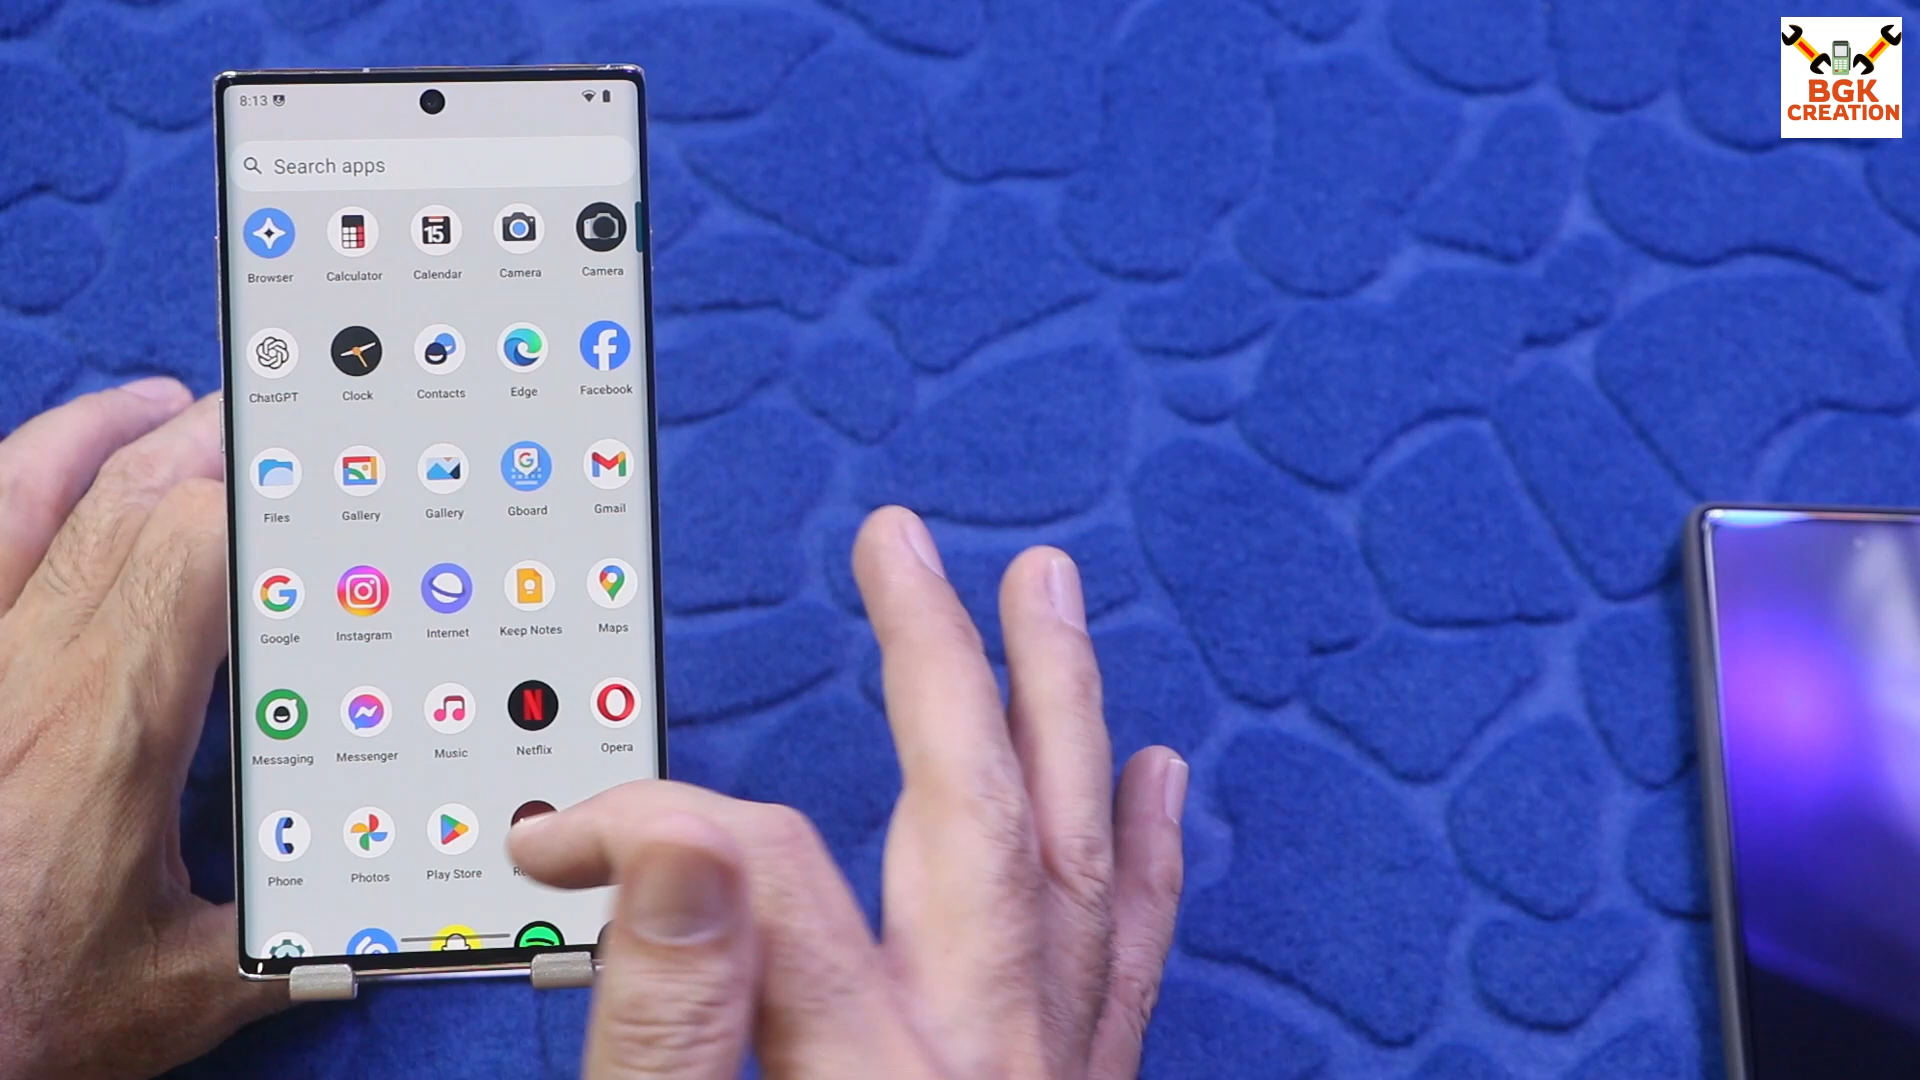 BGK
CREATION
8:13
Search apps
Browser Calculator Calendar Camera Camera
15
ChatGPT Clock Contacts Edge Facebook
Files Gallery Gallery Gboard Gmail
Google Instagram Internet Keep Notes Maps
Messaging Messenger Music Netflix Opera
Phone Photos Play Store